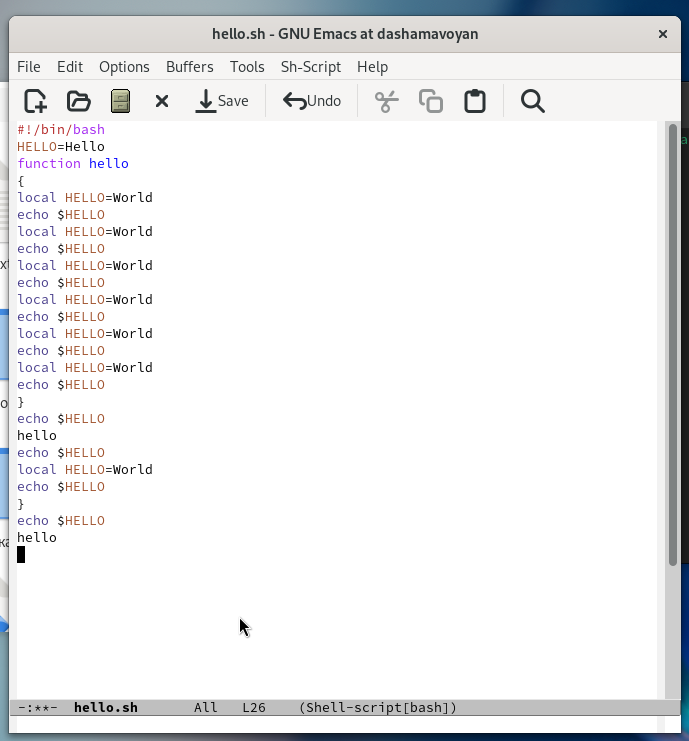 hello.sh - GNU Emacs at dashamavoyan
File Edit Options Buffers Tools Sh-Script Help
Save Undo
#!/bin/bash
HELLO=Hello
function hello
{
local HELLO=World
echo $HELLO
local HELLO=World
echo $HELLO
local HELLO=World
echo $HELLO
local HELLO=World
echo $HELLO
local HELLO=World
echo $HELLO
local HELLO=World
echo $HELLO
}
echo $HELLO
hello
echo $HELLO
local HELLO=World
echo $HELLO
}
echo $HELLO
hello
-:**- hello.sh All L26 (Shell-script[bash])